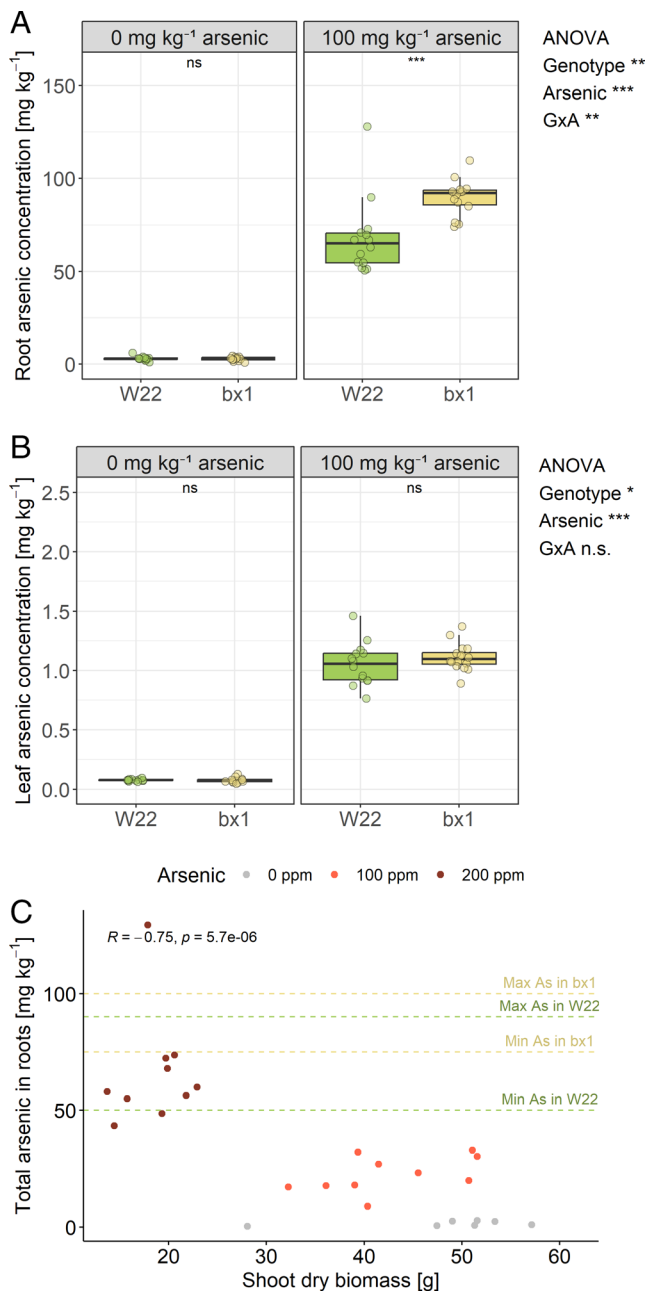 A
0 mg kg⁻¹ arsenic
100 mg kg⁻¹ arsenic
ANOVA
Genotype **
Arsenic ***
GxA **
ns
***
Root arsenic concentration [mg kg⁻¹]
150
100
50
0
W22
bx1
W22
bx1
B
0 mg kg⁻¹ arsenic
100 mg kg⁻¹ arsenic
ANOVA
Genotype *
Arsenic ***
GxA n.s.
ns
ns
Leaf arsenic concentration [mg kg⁻¹]
2.5
2.0
1.5
1.0
0.5
0.0
W22
bx1
W22
bx1
Arsenic
0 ppm
100 ppm
200 ppm
C
R = −0.75, p = 5.7e-06
Total arsenic in roots [mg kg⁻¹]
100
50
0
Max As in bx1
Max As in W22
Min As in bx1
Min As in W22
20
30
40
50
60
Shoot dry biomass [g]